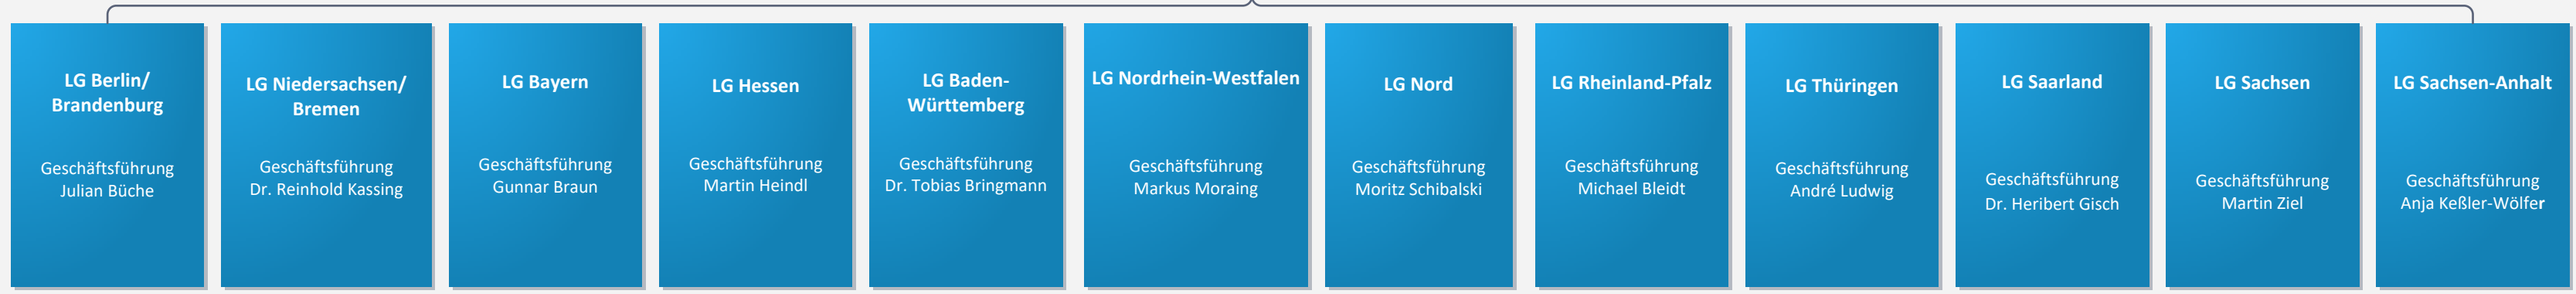 LG Berlin/
Brandenburg
Geschäftsführung
Julian Büche
LG Niedersachsen/
Bremen
Geschäftsführung
Dr. Reinhold Kassing
LG Bayern
Geschäftsführung
Gunnar Braun
LG Hessen
Geschäftsführung
Martin Heindl
LG Baden-
Württemberg
Geschäftsführung
Dr. Tobias Bringmann
LG Nordrhein-Westfalen
Geschäftsführung
Markus Moraing
LG Nord
Geschäftsführung
Moritz Schibalski
LG Rheinland-Pfalz
Geschäftsführung
Michael Bleidt
LG Thüringen
Geschäftsführung
André Ludwig
LG Saarland
Geschäftsführung
Dr. Heribert Gisch
LG Sachsen
Geschäftsführung
Martin Ziel
LG Sachsen-Anhalt
Geschäftsführung
Anja Keßler-Wölfer